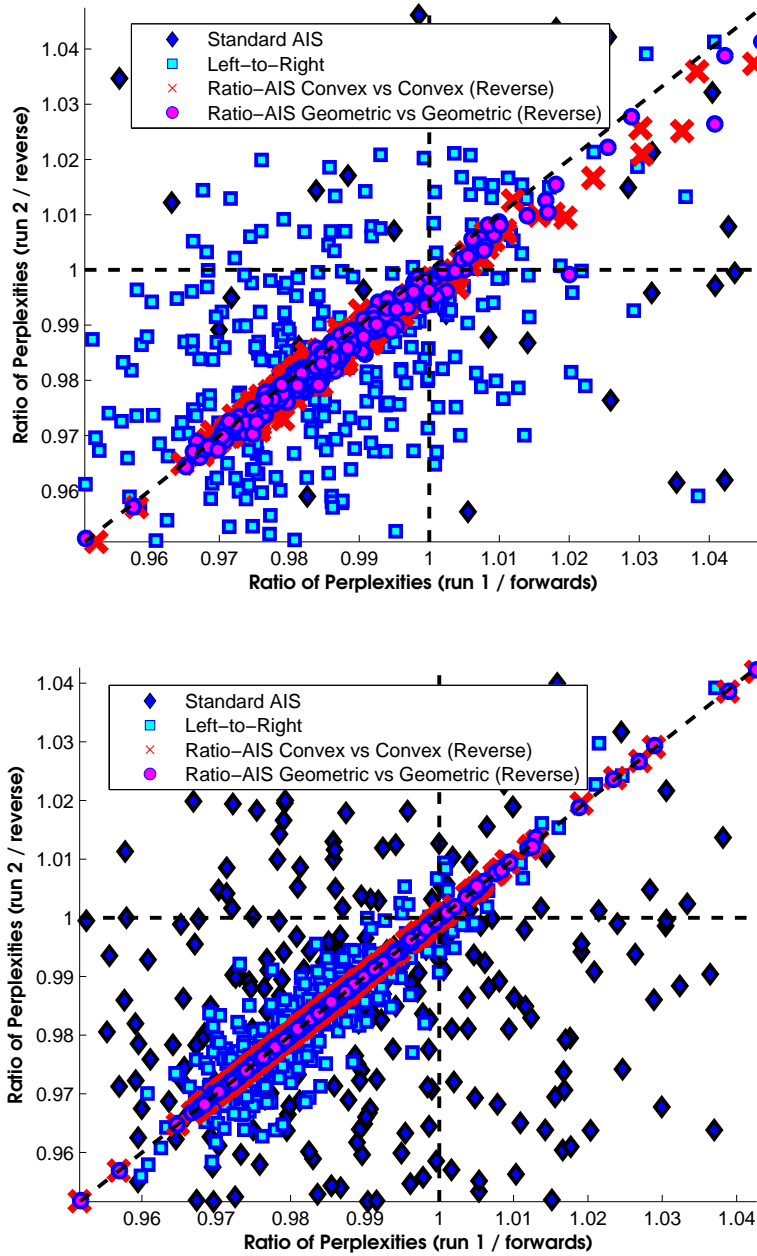 1.04
1.03
1.02
1.01
1
0.99
0.98
0.97
0.96
Ratio of Perplexities (run 2 / reverse)
Standard AIS
Left−to−Right
Ratio−AIS Convex vs Convex (Reverse)
Ratio−AIS Geometric vs Geometric (Reverse)
0.96 0.97 0.98 0.99 1 1.01 1.02 1.03 1.04
Ratio of Perplexities (run 1 / forwards)
1.04
1.03
1.02
1.01
1
0.99
0.98
0.97
0.96
Ratio of Perplexities (run 2 / reverse)
Standard AIS
Left−to−Right
Ratio−AIS Convex vs Convex (Reverse)
Ratio−AIS Geometric vs Geometric (Reverse)
0.96 0.97 0.98 0.99 1 1.01 1.02 1.03 1.04
Ratio of Perplexities (run 1 / forwards)